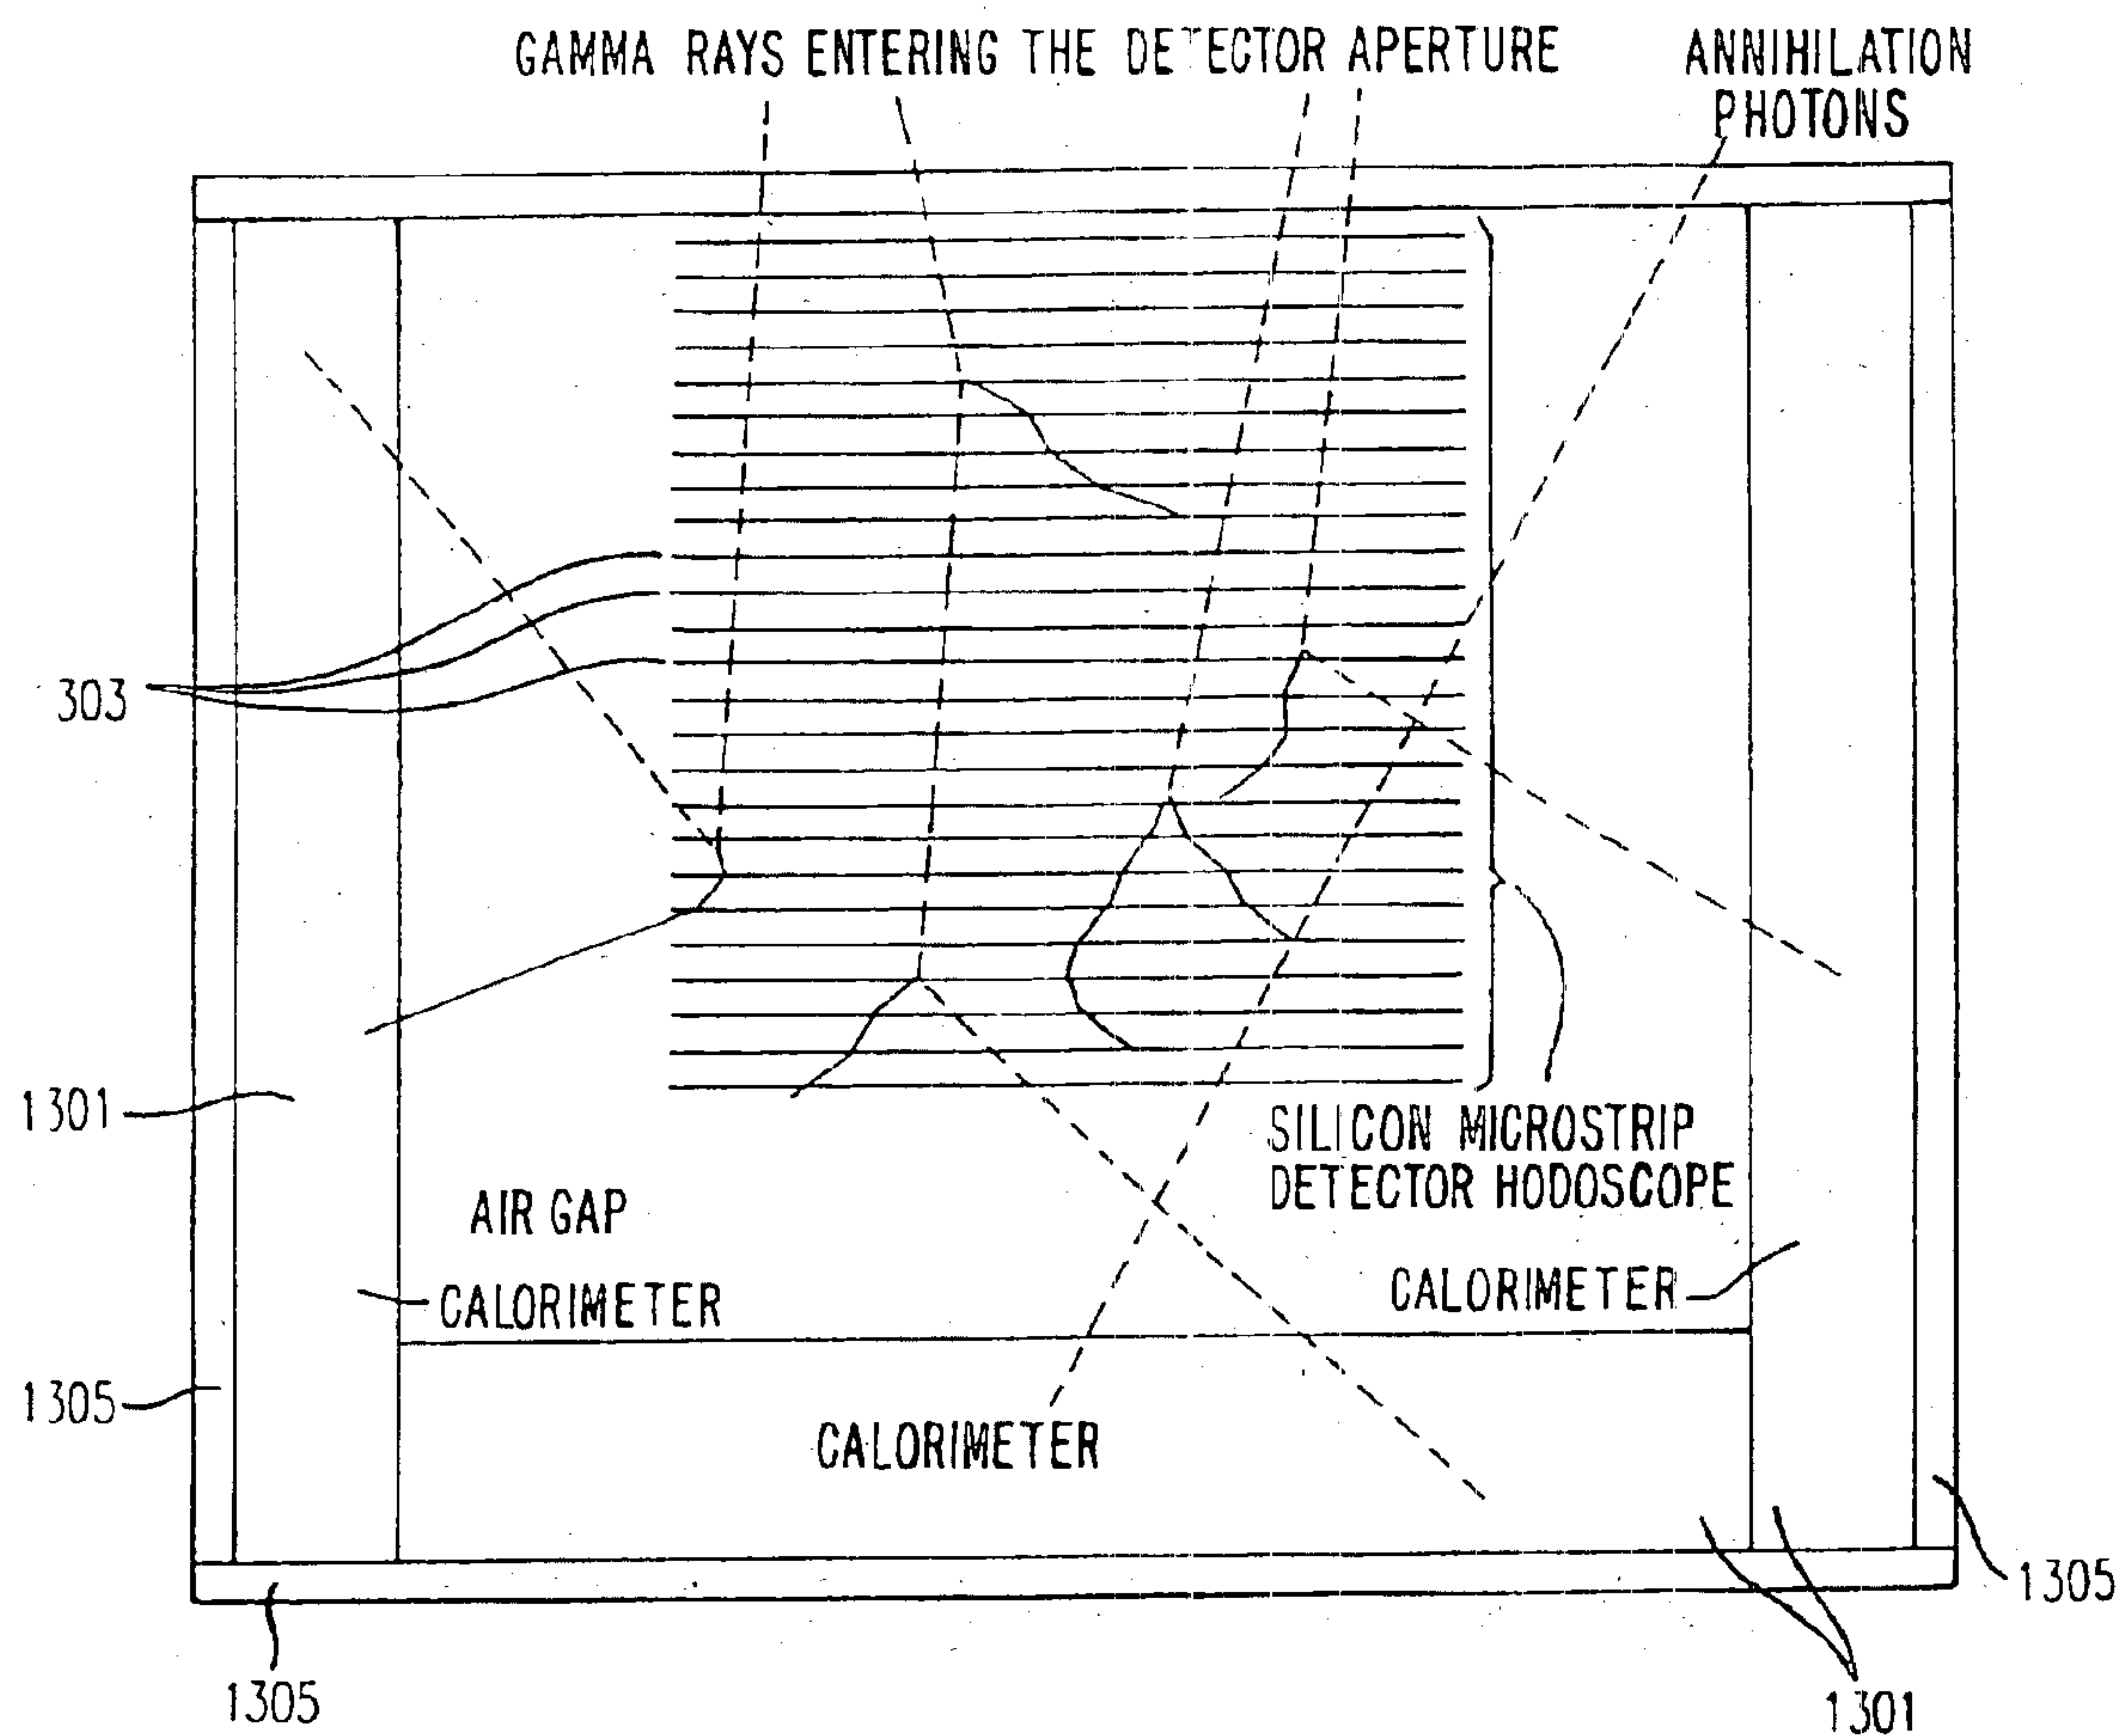 GAMMA RAYS ENTERING THE DETECTOR APERTURE
ANNIHILATION
PHOTONS
303
1301
SILICON MICROSTRIP
DETECTOR HODOSCOPE
AIR GAP
CALORIMETER
CALORIMETER
1305
CALORIMETER
1305
1305
1301